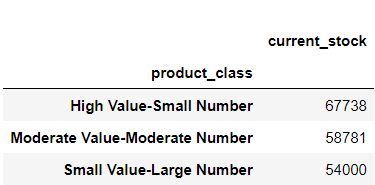 current_stock
product_class
High Value-Small Number 67738
Moderate Value-Moderate Number 58781
Small Value-Large Number 54000